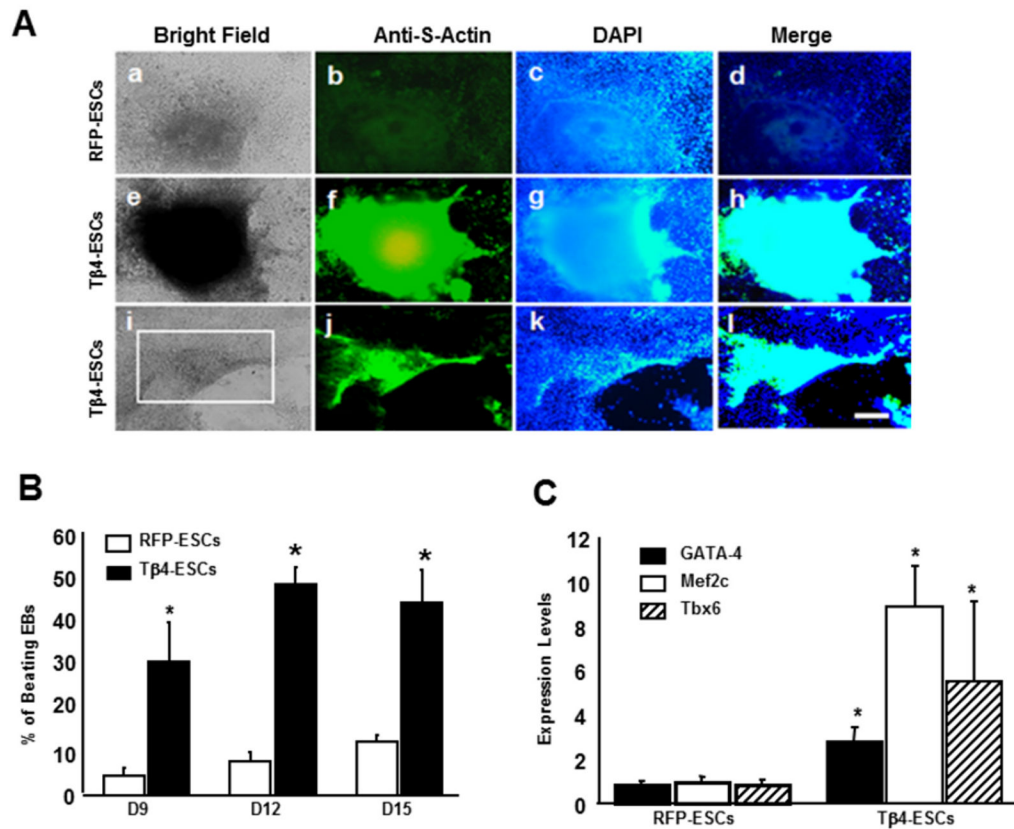 A
Bright Field Anti-S-Actin DAPI Merge
RFP-ESCs
a b c d
Tβ4-ESCs
e f g h
Tβ4-ESCs
i j k l
B
60
50
40
30
20
10
0
% of Beating EBs
RFP-ESCs
Tβ4-ESCs
* * *
D9 D12 D15
C
12
10
8
6
4
2
0
Expression Levels
GATA-4
Mef2c
Tbx6
* * *
RFP-ESCs Tβ4-ESCs